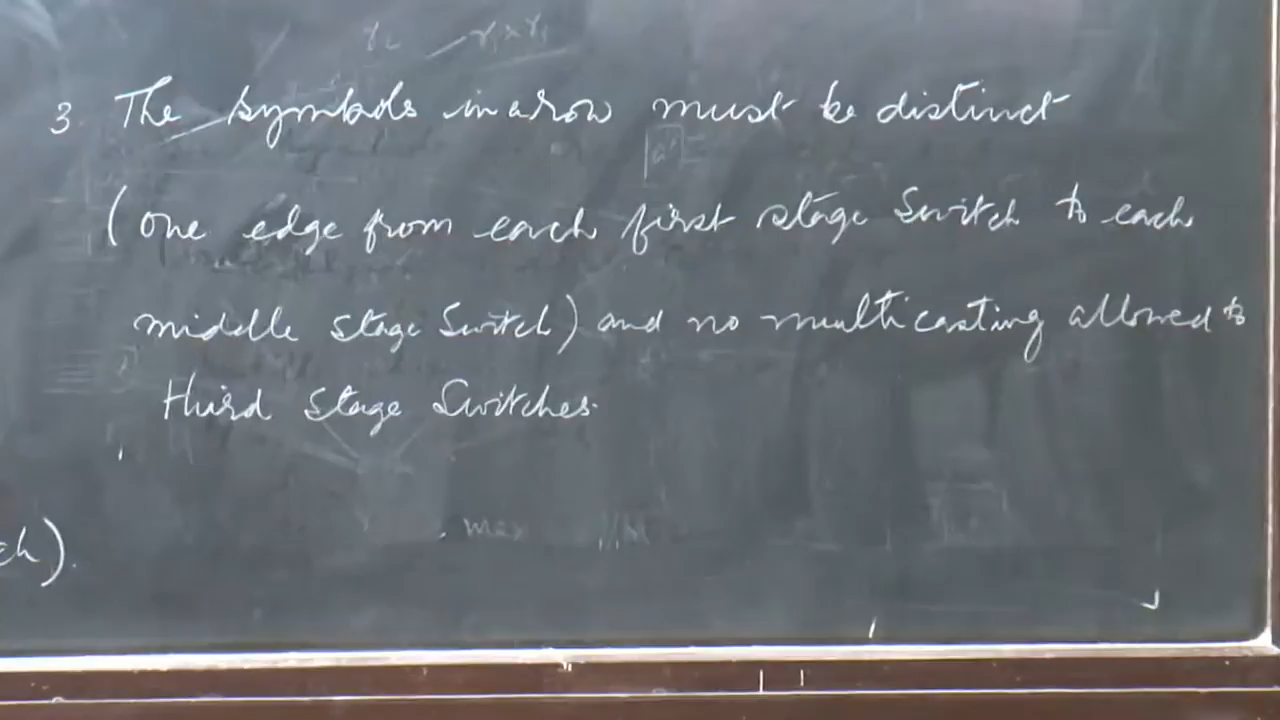 3. The symbols in a row must be distinct
(one edge from each first stage Switch to each
middle stage Switch) and no multicasting allowed to
third stage Switches.
ch).